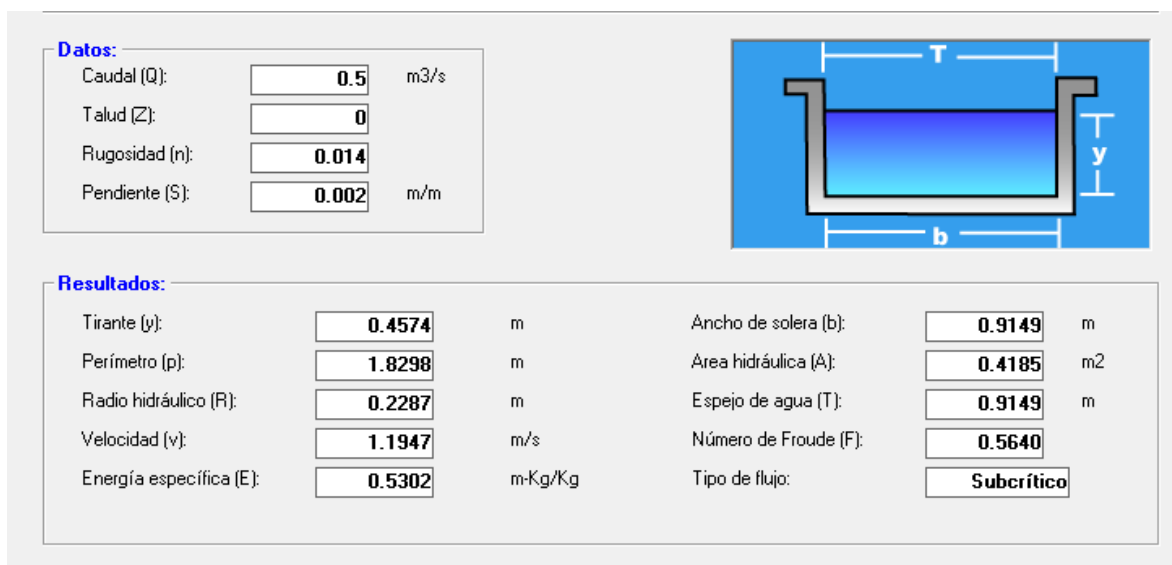 Datos:
Caudal (Q): 0.5 m3/s
Talud (Z): 0
Rugosidad (n): 0.014
Pendiente (S): 0.002 m/m
T
y
b
Resultados:
Tirante (y): 0.4574 m Ancho de solera (b): 0.9149 m
Perímetro (p): 1.8298 m Area hidráulica (A): 0.4185 m2
Radio hidráulico (R): 0.2287 m Espejo de agua (T): 0.9149 m
Velocidad (v): 1.1947 m/s Número de Froude (F): 0.5640
Energía específica (E): 0.5302 m-Kg/Kg Tipo de flujo: Subcrítico